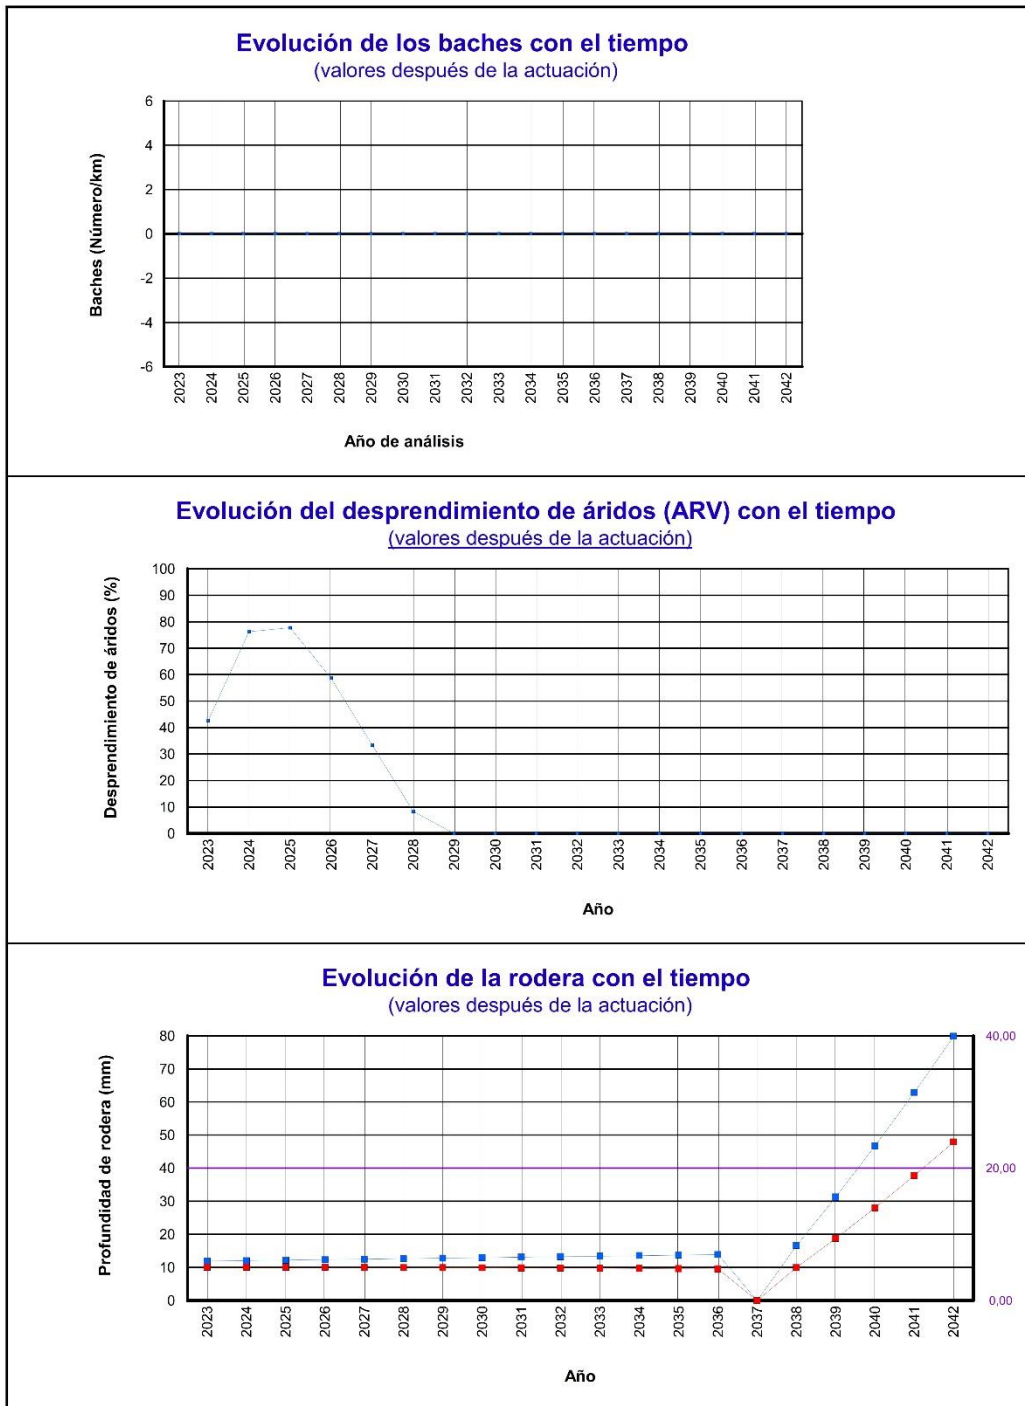 Evolución de los baches con el tiempo
(valores después de la actuación)
Baches (Número/km)
6
4
2
0
-2
-4
-6
2023 2024 2025 2026 2027 2028 2029 2030 2031 2032 2033 2034 2035 2036 2037 2038 2039 2040 2041 2042
Año de análisis
Evolución del desprendimiento de áridos (ARV) con el tiempo
(valores después de la actuación)
Desprendimiento de áridos (%)
100
90
80
70
60
50
40
30
20
10
0
2023 2024 2025 2026 2027 2028 2029 2030 2031 2032 2033 2034 2035 2036 2037 2038 2039 2040 2041 2042
Año
Evolución de la rodera con el tiempo
(valores después de la actuación)
Profundidad de rodera (mm)
80 40,00
70
60
50
40 20,00
30
20
10
0 0,00
2023 2024 2025 2026 2027 2028 2029 2030 2031 2032 2033 2034 2035 2036 2037 2038 2039 2040 2041 2042
Año